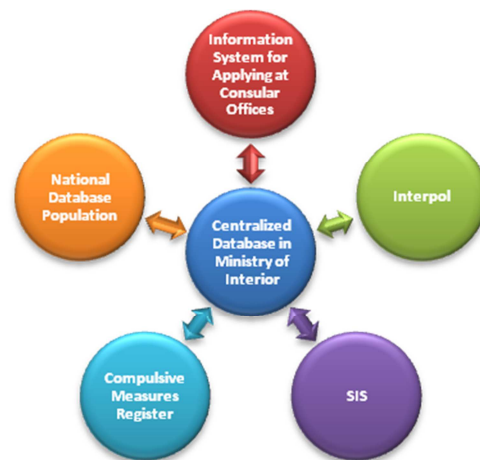 Information
System for
Applying at
Consular
Offices
National
Database
Population
Interpol
Centralized
Database in
Ministry of
Interior
Compulsive
Measures
Register
SIS